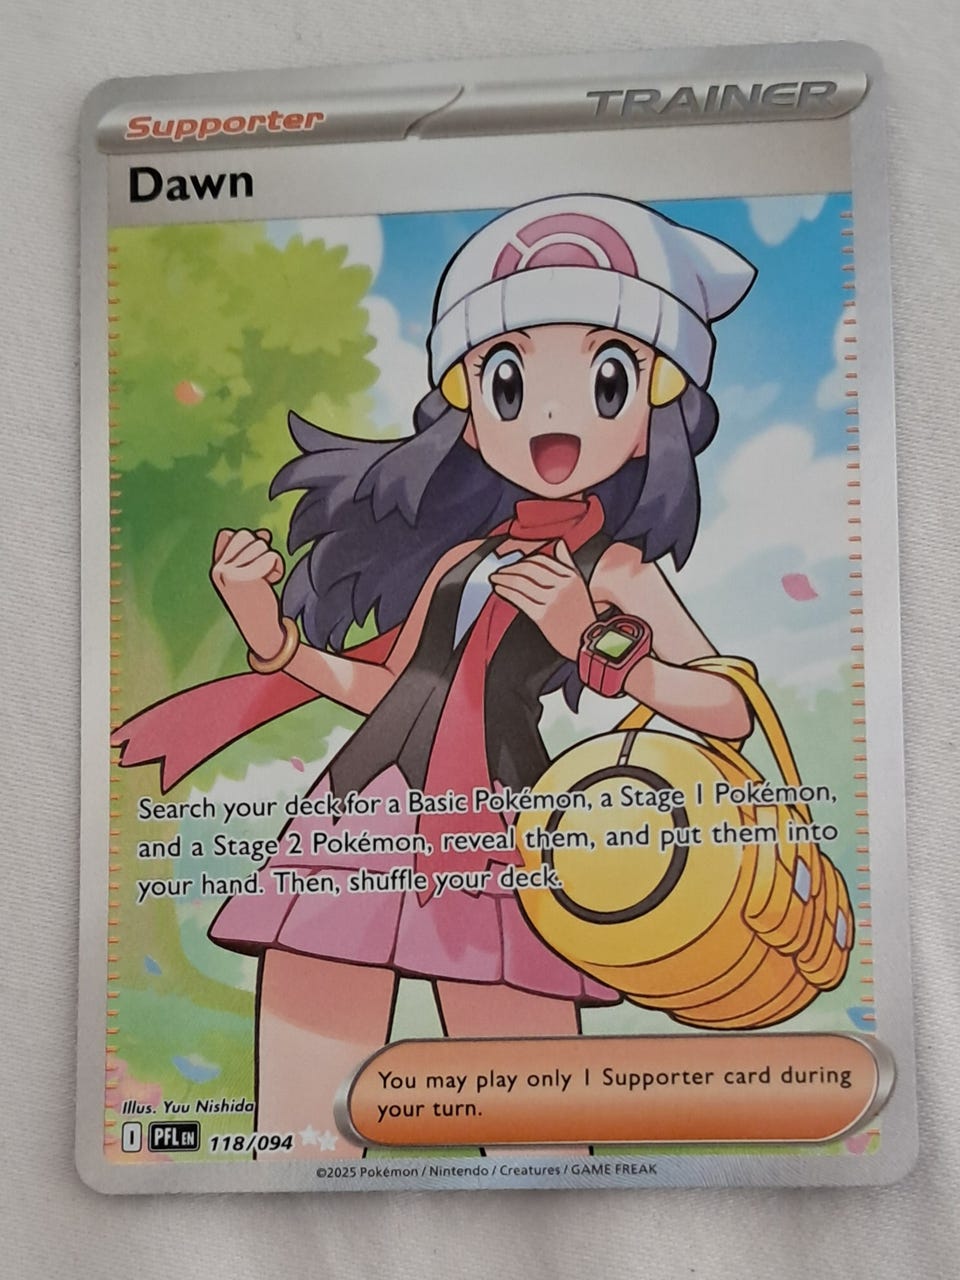 Supporter
TRAINER
Dawn
Search your deck for a Basic Pokémon, a Stage 1 Pokémon,
and a Stage 2 Pokémon, reveal them, and put them into
your hand. Then, shuffle your deck.
You may play only 1 Supporter card during
your turn.
Illus. Yuu Nishida
I PFL EN 118/094
©2025 Pokémon / Nintendo / Creatures / GAME FREAK